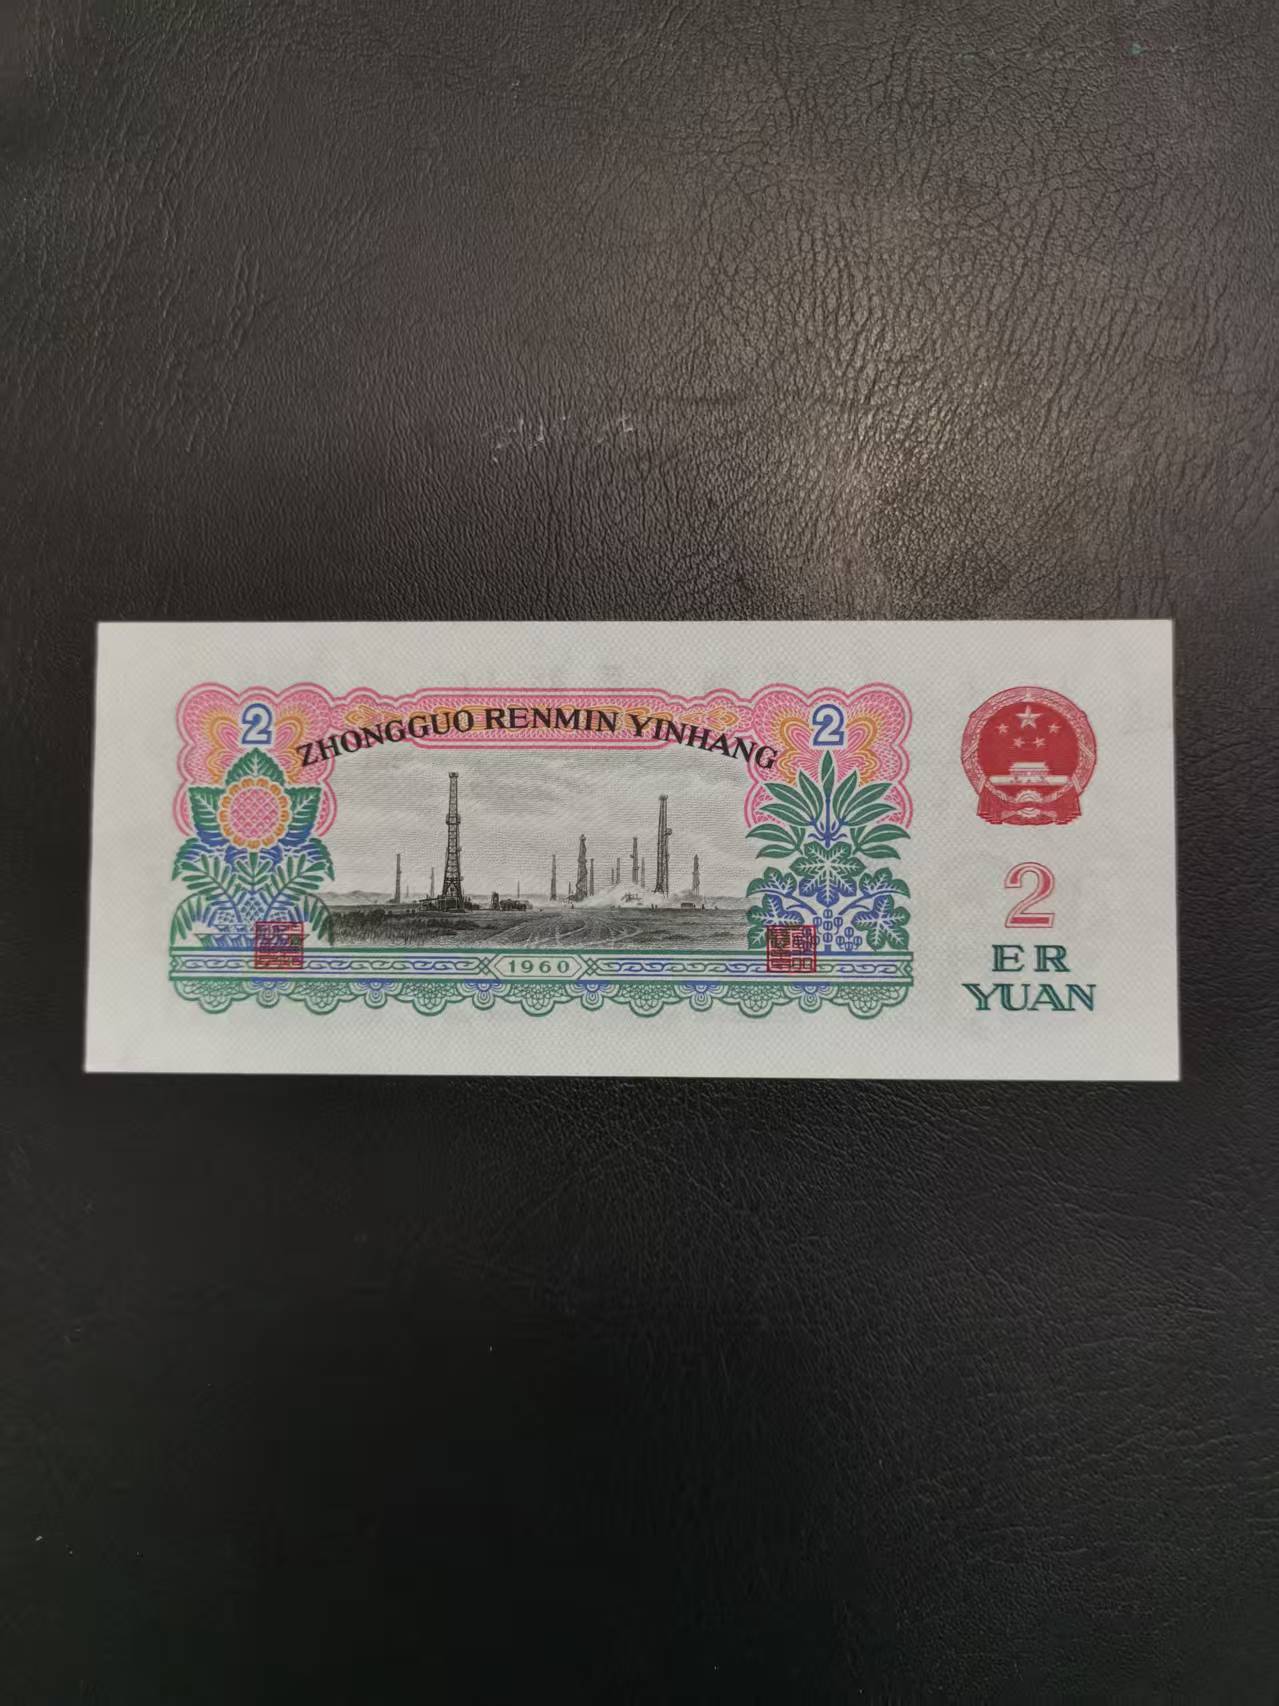 2
ZHONGGUO RENMIN YINHANG
2
1960
2
ER
YUAN